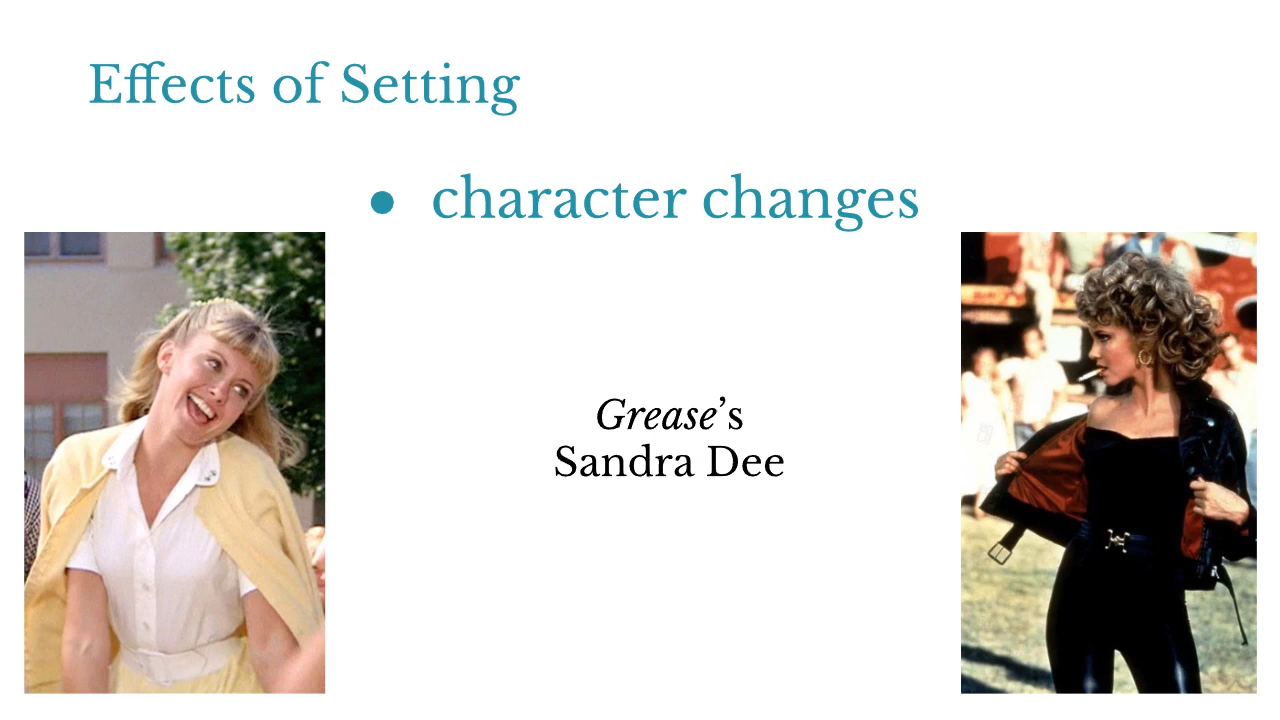 Effects of Setting
● character changes
Grease’s
Sandra Dee